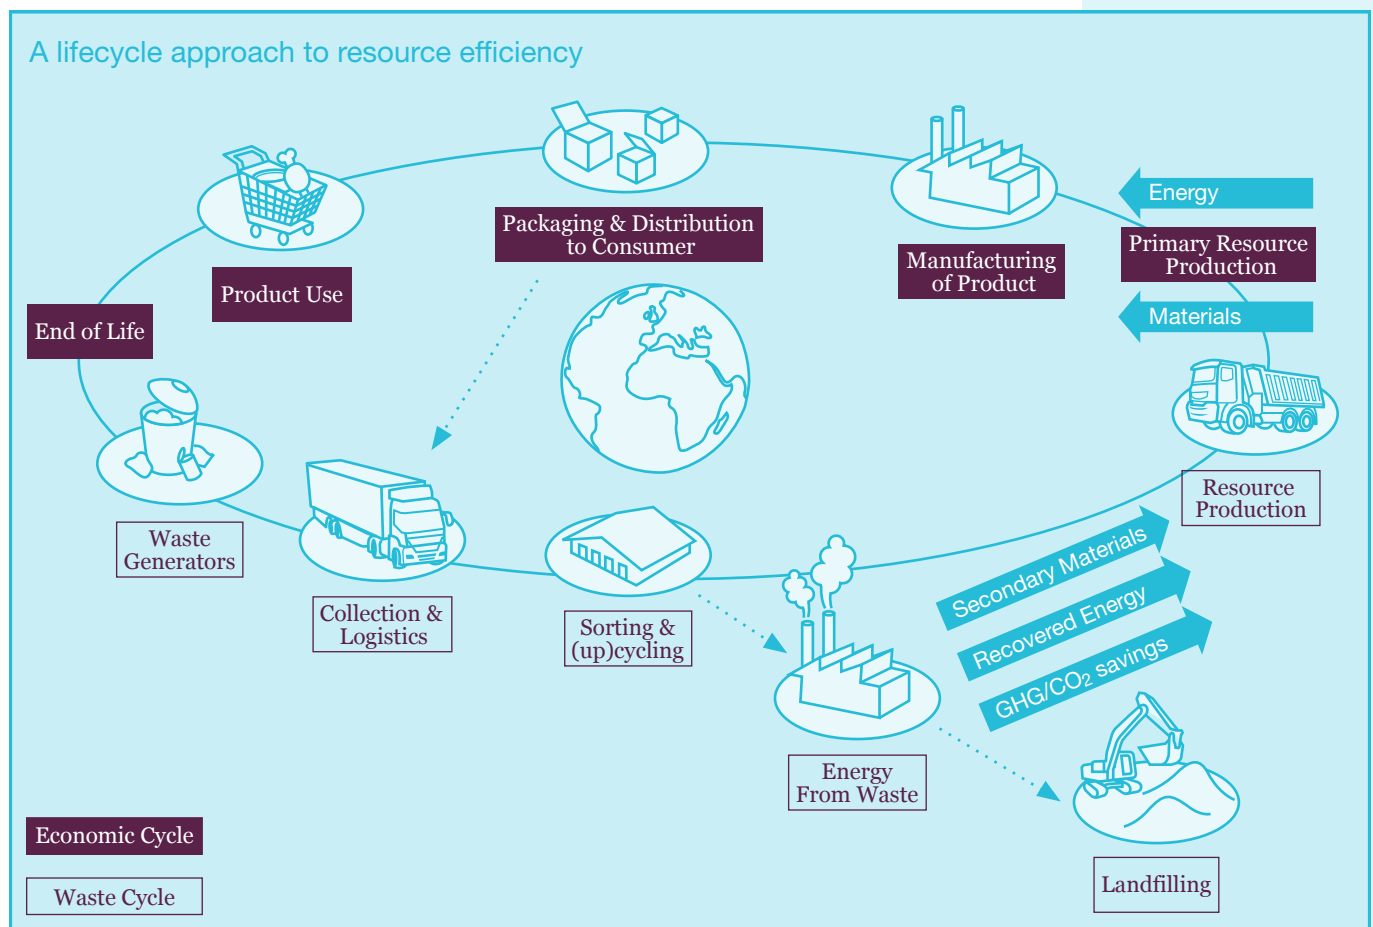 A lifecycle approach to resource efficiency
Energy
Packaging & Distribution
to Consumer
Primary Resource
Production
Manufacturing
of Product
Product Use
Materials
End of Life
Resource
Production
Waste
Generators
Secondary Materials
Collection &
Logistics
Sorting &
(up)cycling
Recovered Energy
GHG/CO₂ savings
Energy
From Waste
Economic Cycle
Landfilling
Waste Cycle